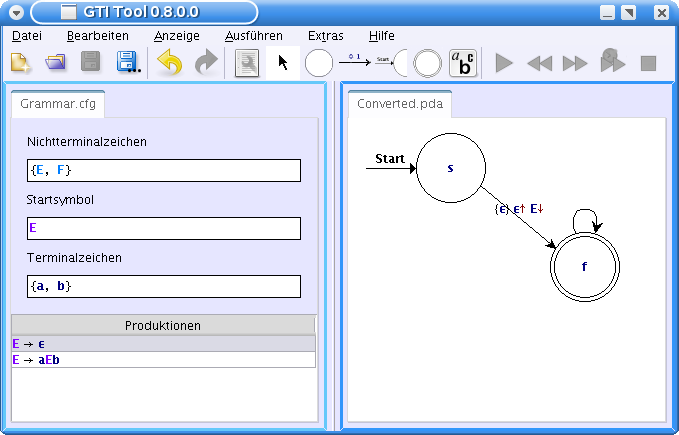 GTI Tool 0.8.0.0
Datei Bearbeiten Anzeige Ausführen Extras Hilfe
0 1 Start a b c
Grammar.cfg
Nichtterminalzeichen
{E, F}
Startsymbol
E
Terminalzeichen
{a, b}
Produktionen
E → ϵ
E → aEb
Converted.pda
Start
s
{ϵ} ϵ↑ E↓
f